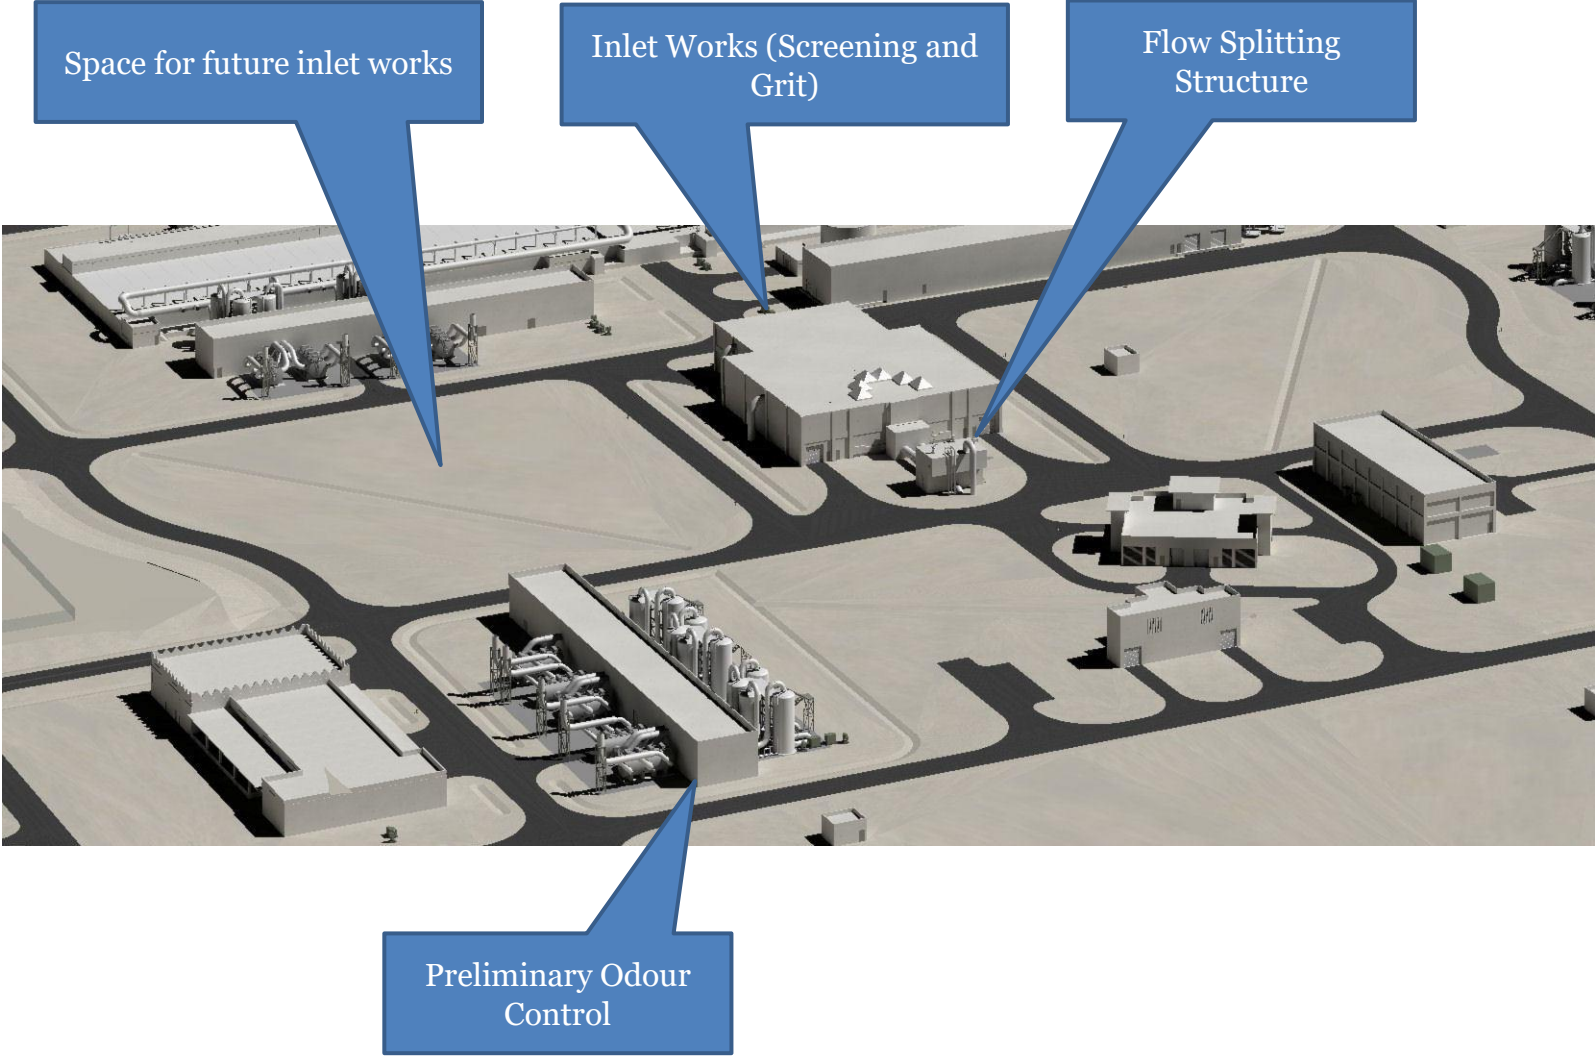 Space for future inlet works
Inlet Works (Screening and
Grit)
Flow Splitting
Structure
Preliminary Odour
Control